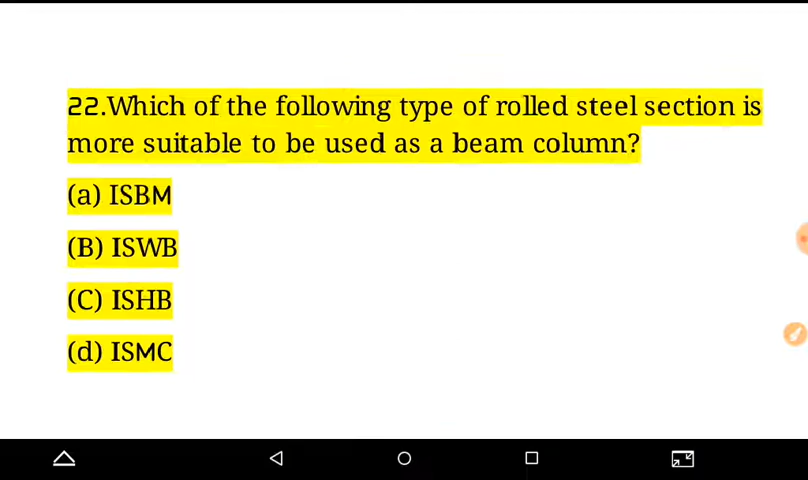 22.Which of the following type of rolled steel section is
more suitable to be used as a beam column?
(a) ISBM
(B) ISWB
(C) ISHB
(d) ISMC